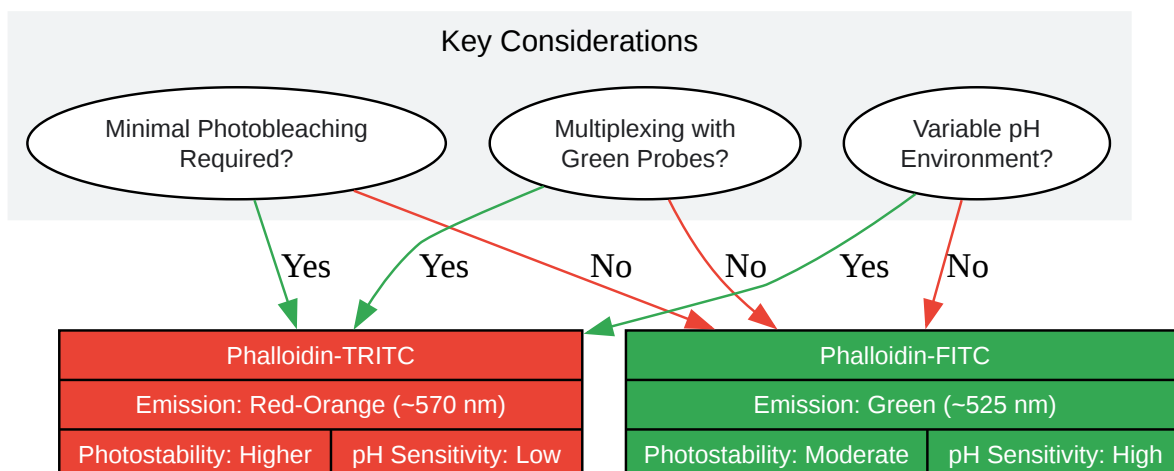 Key Considerations
Minimal Photobleaching
Required?
Multiplexing with
Green Probes?
Variable pH
Environment?
Yes
Yes
No
No
Yes
No
Phalloidin-TRITC
Emission: Red-Orange (~570 nm)
Photostability: Higher
pH Sensitivity: Low
Phalloidin-FITC
Emission: Green (~525 nm)
Photostability: Moderate
pH Sensitivity: High